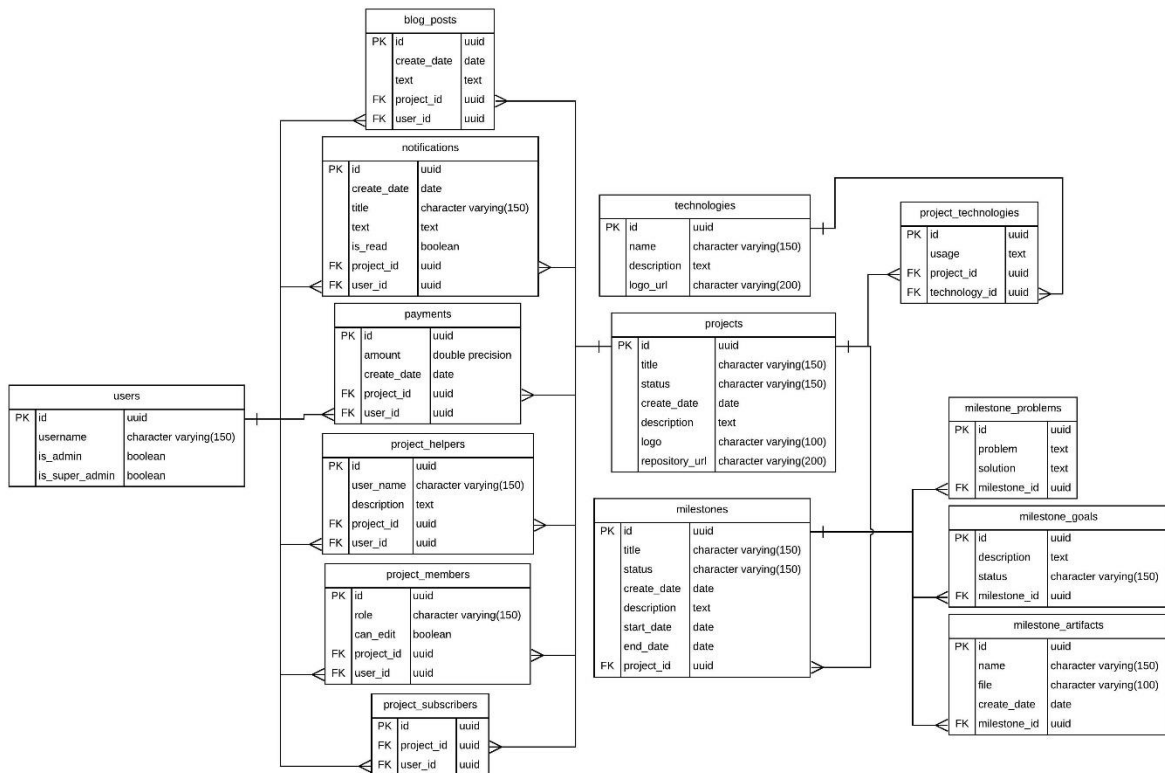 blog_posts
PK id uuid
create_date date
text text
FK project_id uuid
FK user_id uuid
notifications
PK id uuid
create_date date
title character varying(150)
text text
is_read boolean
FK project_id uuid
FK user_id uuid
payments
PK id uuid
amount double precision
create_date date
FK project_id uuid
FK user_id uuid
users
PK id uuid
username character varying(150)
is_admin boolean
is_super_admin boolean
project_helpers
PK id uuid
user_name character varying(150)
description text
FK project_id uuid
FK user_id uuid
project_members
PK id uuid
role character varying(150)
can_edit boolean
FK project_id uuid
FK user_id uuid
project_subscribers
PK id uuid
FK project_id uuid
FK user_id uuid
technologies
PK id uuid
name character varying(150)
description text
logo_url character varying(200)
projects
PK id uuid
title character varying(150)
status character varying(150)
create_date date
description text
logo character varying(100)
repository_url character varying(200)
milestones
PK id uuid
title character varying(150)
status character varying(150)
create_date date
description text
start_date date
end_date date
FK project_id uuid
project_technologies
PK id uuid
usage text
FK project_id uuid
FK technology_id uuid
milestone_problems
PK id uuid
problem text
solution text
FK milestone_id uuid
milestone_goals
PK id uuid
description text
status character varying(150)
FK milestone_id uuid
milestone_artifacts
PK id uuid
name character varying(150)
file character varying(100)
create_date date
FK milestone_id uuid